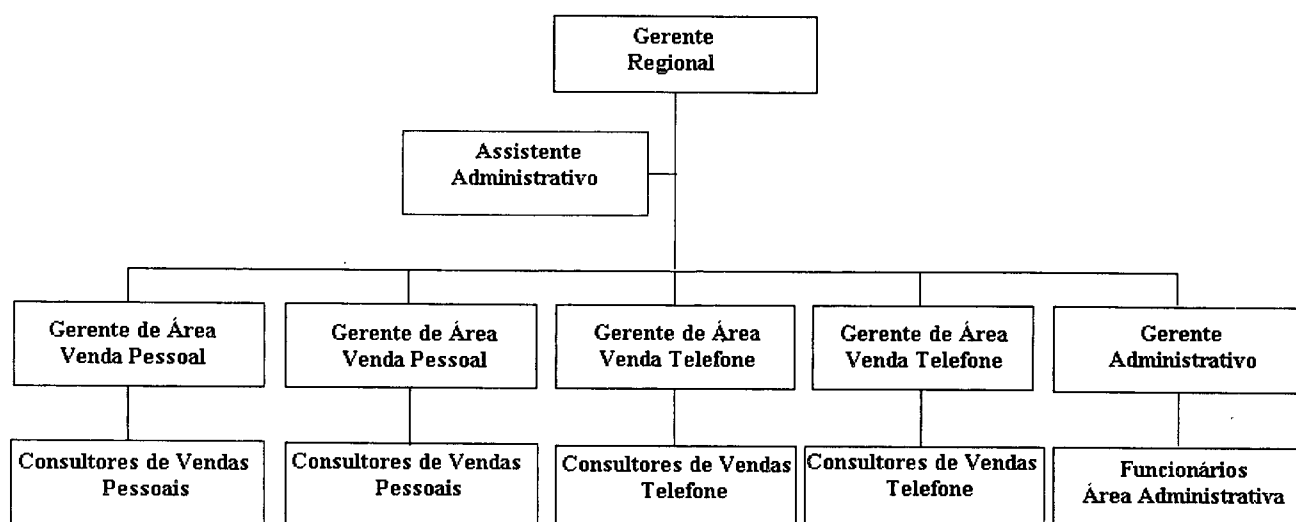 Gerente
Regional
Assistente
Administrativo
Gerente de Área
Venda Pessoal
Gerente de Área
Venda Pessoal
Gerente de Área
Venda Telefone
Gerente de Área
Venda Telefone
Gerente
Administrativo
Consultores de Vendas
Pessoais
Consultores de Vendas
Pessoais
Consultores de Vendas
Telefone
Consultores de Vendas
Telefone
Funcionários
Área Administrativa